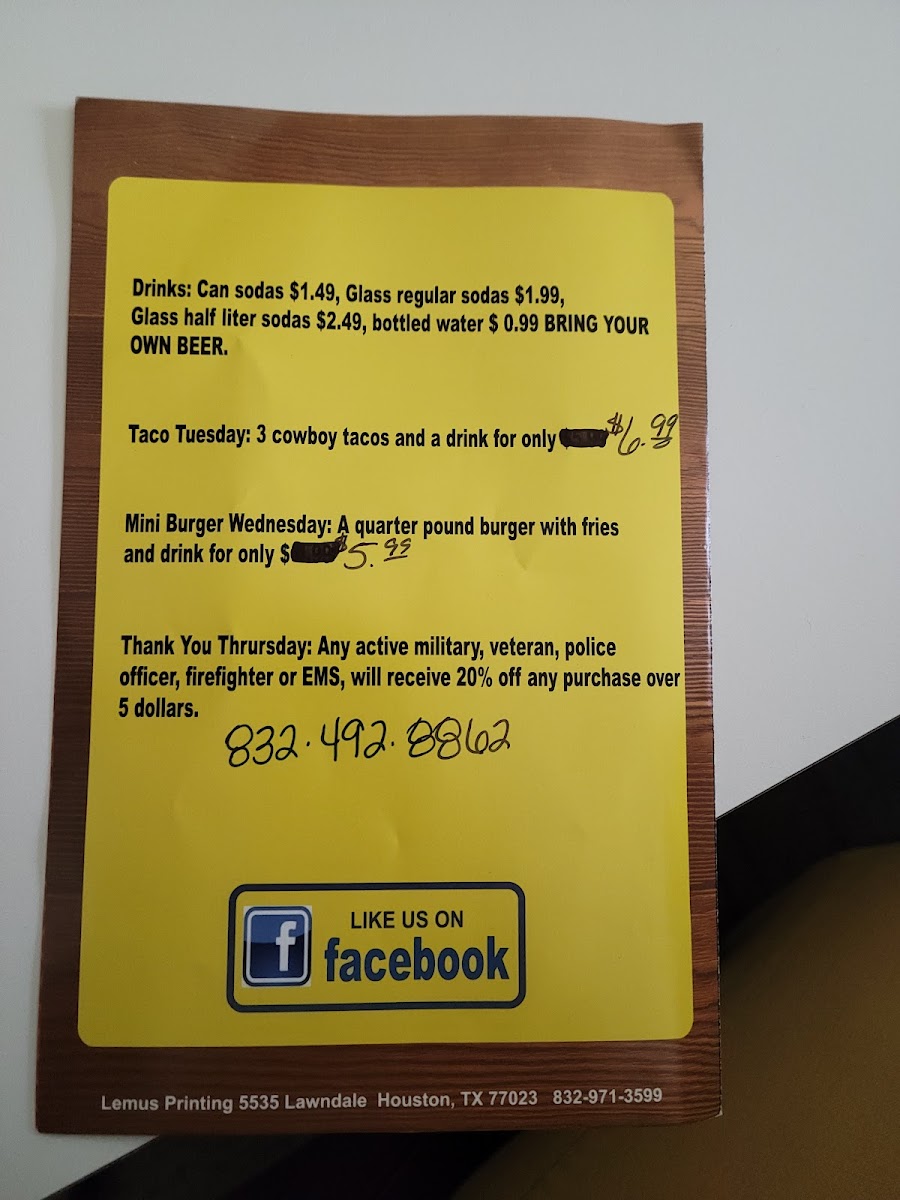 Drinks: Can sodas $1.49, Glass regular sodas $1.99,
Glass half liter sodas $2.49, bottled water $ 0.99 BRING YOUR
OWN BEER.
Taco Tuesday: 3 cowboy tacos and a drink for only $6.99
Mini Burger Wednesday: A quarter pound burger with fries
and drink for only $ $5.99
Thank You Thrursday: Any active military, veteran, police
officer, firefighter or EMS, will receive 20% off any purchase over
5 dollars.
832.492.8862
f LIKE US ON
facebook
Lemus Printing 5535 Lawndale Houston, TX 77023 832-971-3599